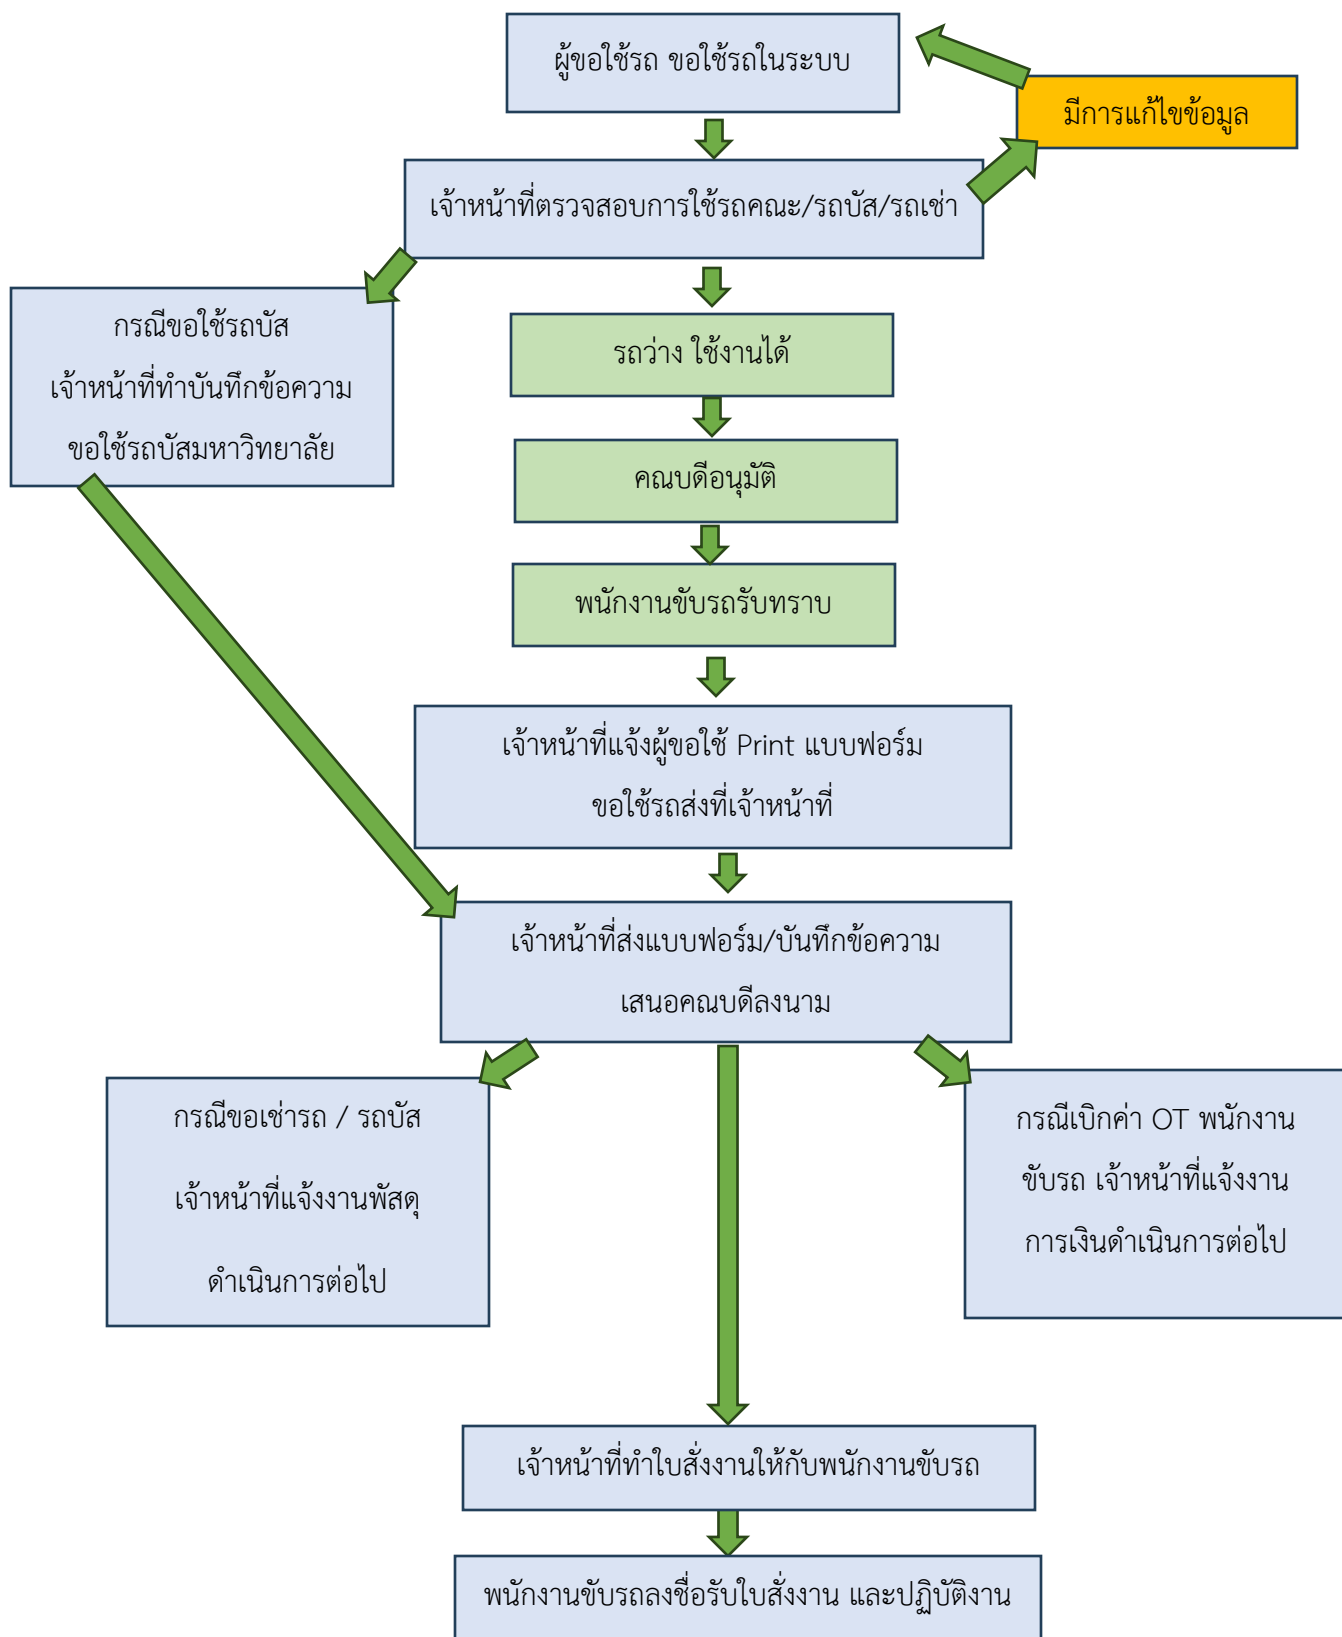 ผู้ขอใช้รถ ขอใช้รถในระบบ
มีการแก้ไขข้อมูล
เจ้าหน้าที่ตรวจสอบการใช้รถคณะ/รถบัส/รถเช่า
กรณีขอใช้รถบัส
เจ้าหน้าที่ทำบันทึกข้อความ
ขอใช้รถบัสมหาวิทยาลัย
รถว่าง ใช้งานได้
คณบดีอนุมัติ
พนักงานขับรถรับทราบ
เจ้าหน้าที่แจ้งผู้ขอใช้ Print แบบฟอร์ม
ขอใช้รถส่งที่เจ้าหน้าที่
เจ้าหน้าที่ส่งแบบฟอร์ม/บันทึกข้อความ
เสนอคณบดีลงนาม
กรณีขอเช่ารถ / รถบัส
เจ้าหน้าที่แจ้งงานพัสดุ
ดำเนินการต่อไป
กรณีเบิกค่า OT พนักงาน
ขับรถ เจ้าหน้าที่แจ้งงาน
การเงินดำเนินการต่อไป
เจ้าหน้าที่ทำใบสั่งงานให้กับพนักงานขับรถ
พนักงานขับรถลงชื่อรับใบสั่งงาน และปฏิบัติงาน